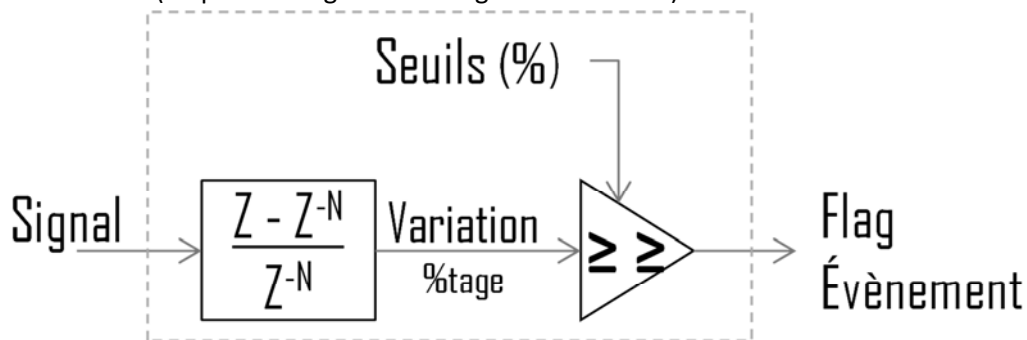 Seuils (%)
Signal
Z - Z-N
Z-N
Variation
%tage
≥ ≥
Flag
Évènement